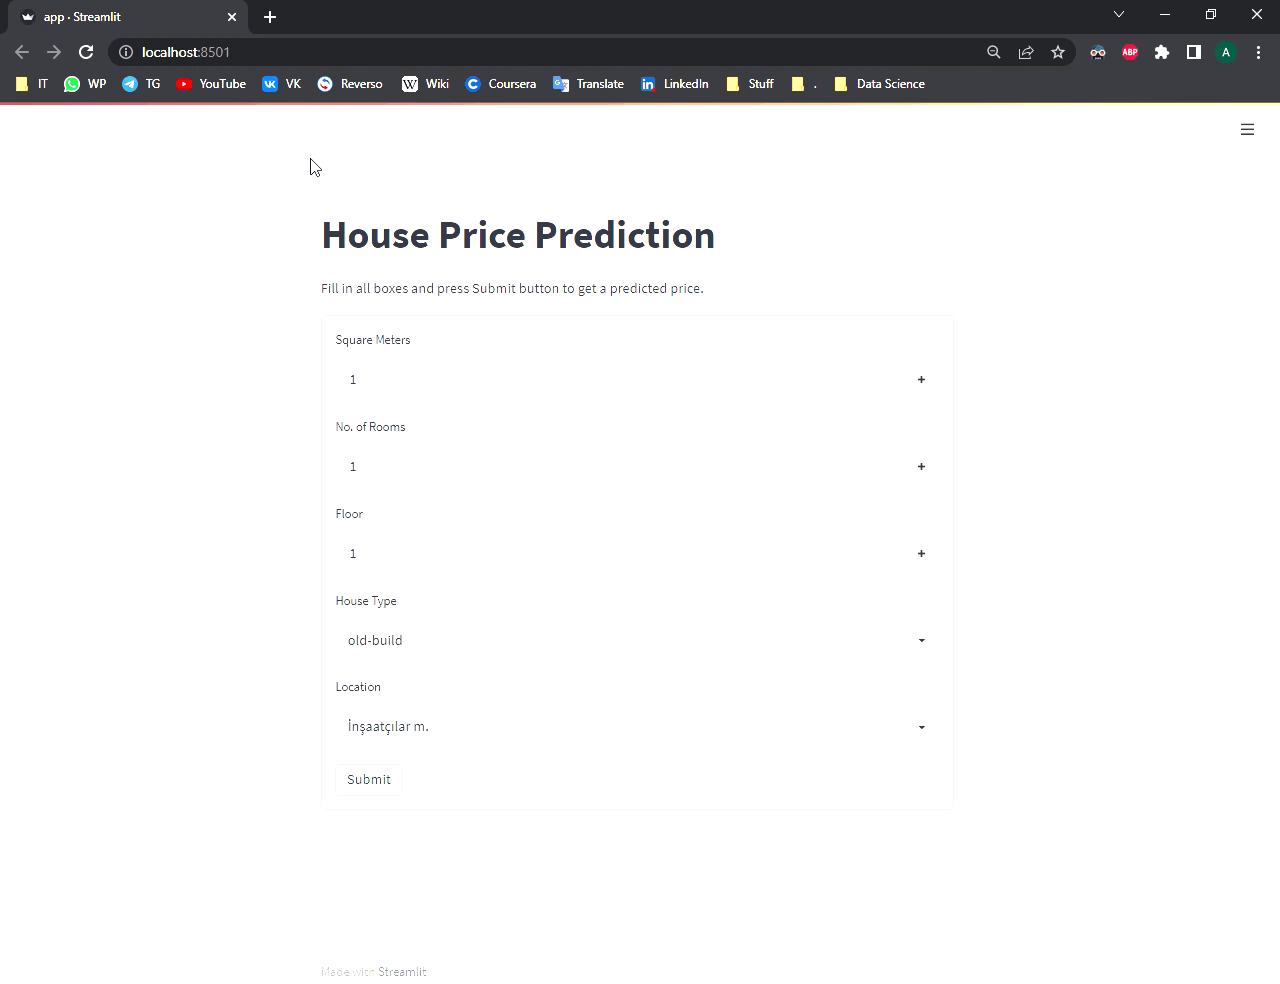 app · Streamlit
localhost:8501
ABP
A
IT WP TG YouTube VK Reverso Wiki Coursera Translate LinkedIn Stuff . Data Science
House Price Prediction
Fill in all boxes and press Submit button to get a predicted price.
Square Meters
1 +
No. of Rooms
1 +
Floor
1 +
House Type
old-build
Location
İnşaatçılar m.
Submit
Made with Streamlit